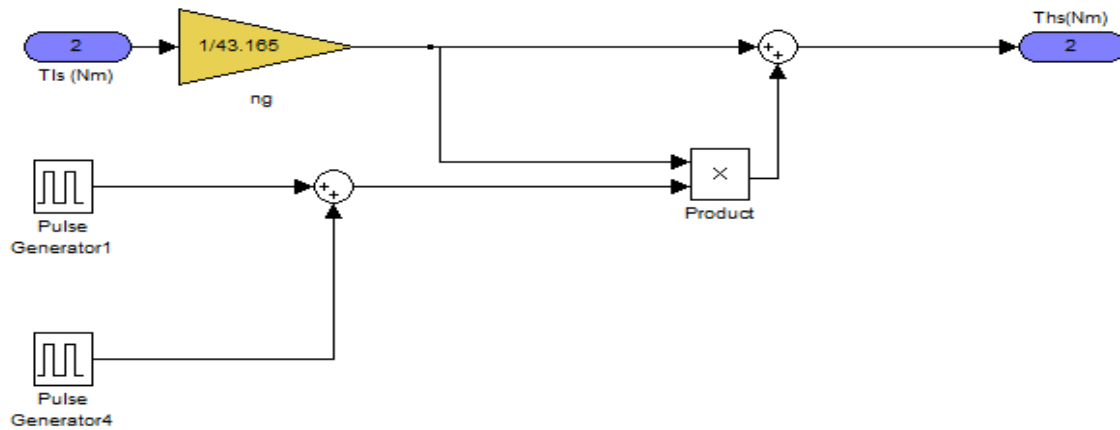 Ths(Nm)
2
1/43.165
2
Tls (Nm)
ng
Product
Pulse
Generator1
Pulse
Generator4